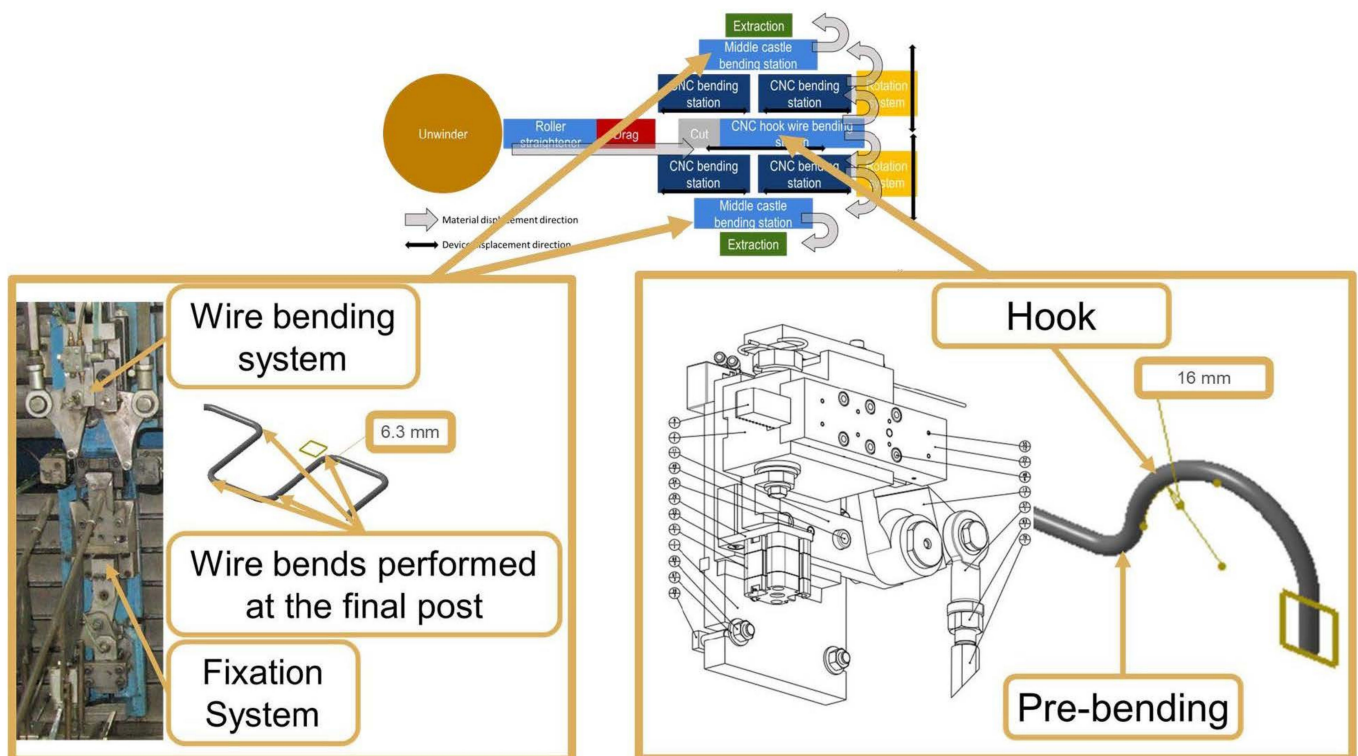 Extraction
Middle castle
bending station
CNC bending
station
CNC bending
station
Rotation
system
Unwinder
Roller
straightener
Drag
Cut
CNC hook wire bending
station
CNC bending
station
CNC bending
station
Rotation
system
Middle castle
bending station
Extraction
Material displacement direction
Device displacement direction
Wire bending
system
6.3 mm
Wire bends performed
at the final post
Fixation
System
Hook
16 mm
Pre-bending